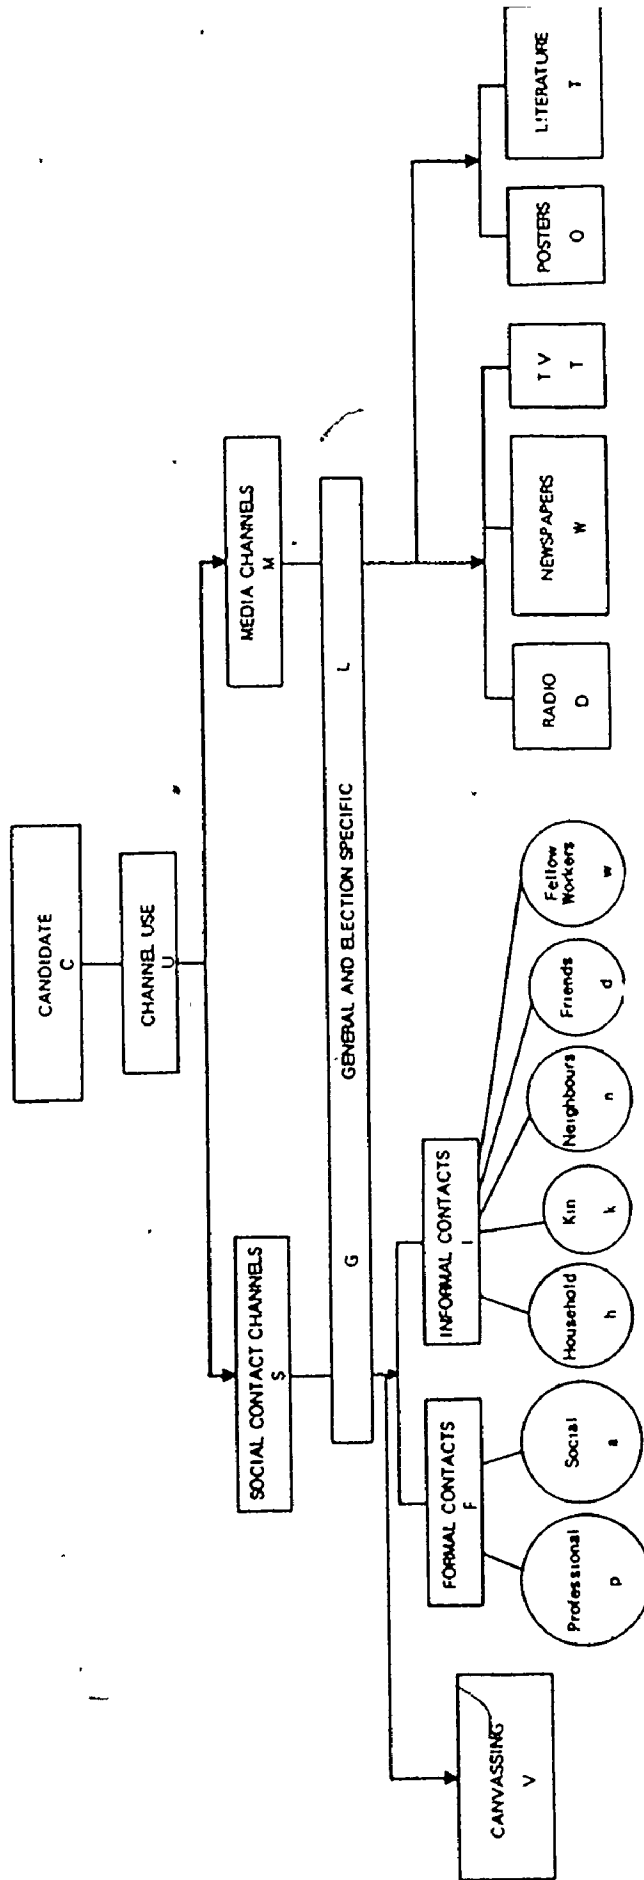 CANDIDATE
C
CHANNEL USE
U
SOCIAL CONTACT CHANNELS
S
MEDIA CHANNELS
M
G GENERAL AND ELECTION SPECIFIC L
CANVASSING
V
FORMAL CONTACTS
F
INFORMAL CONTACTS
I
Professional
p
Social
a
Household
h
Kin
k
Neighbours
n
Friends
d
Fellow
Workers
w
RADIO
D
NEWSPAPERS
W
TV
T
POSTERS
O
LITERATURE
T